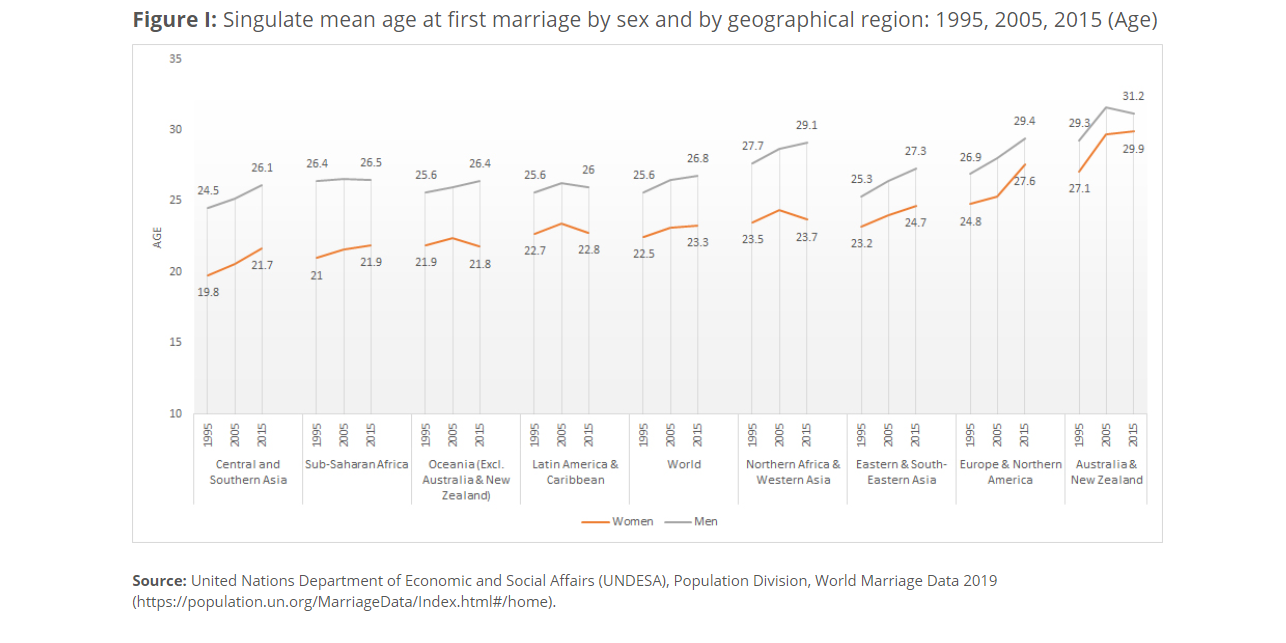 Figure I: Singulate mean age at first marriage by sex and by geographical region: 1995, 2005, 2015 (Age)
35
30
25
20
15
10
AGE
24.5
26.1
19.8
21.7
26.4
26.5
21
21.9
25.6
26.4
21.9
21.8
25.6
26
22.7
22.8
25.6
26.8
22.5
23.3
27.7
29.1
23.5
23.7
25.3
27.3
23.2
24.7
26.9
29.4
24.8
27.6
29.3
31.2
27.1
29.9
1995 2005 2015 1995 2005 2015 1995 2005 2015 1995 2005 2015 1995 2005 2015 1995 2005 2015 1995 2005 2015 1995 2005 2015 1995 2005 2015
Central and
Southern Asia
Sub-Saharan Africa
Oceania (Excl.
Australia & New
Zealand)
Latin America &
Caribbean
World
Northern Africa &
Western Asia
Eastern & South-
Eastern Asia
Europe & Northern
America
Australia &
New Zealand
Women Men
Source: United Nations Department of Economic and Social Affairs (UNDESA), Population Division, World Marriage Data 2019
(https://population.un.org/MarriageData/Index.html#/home).